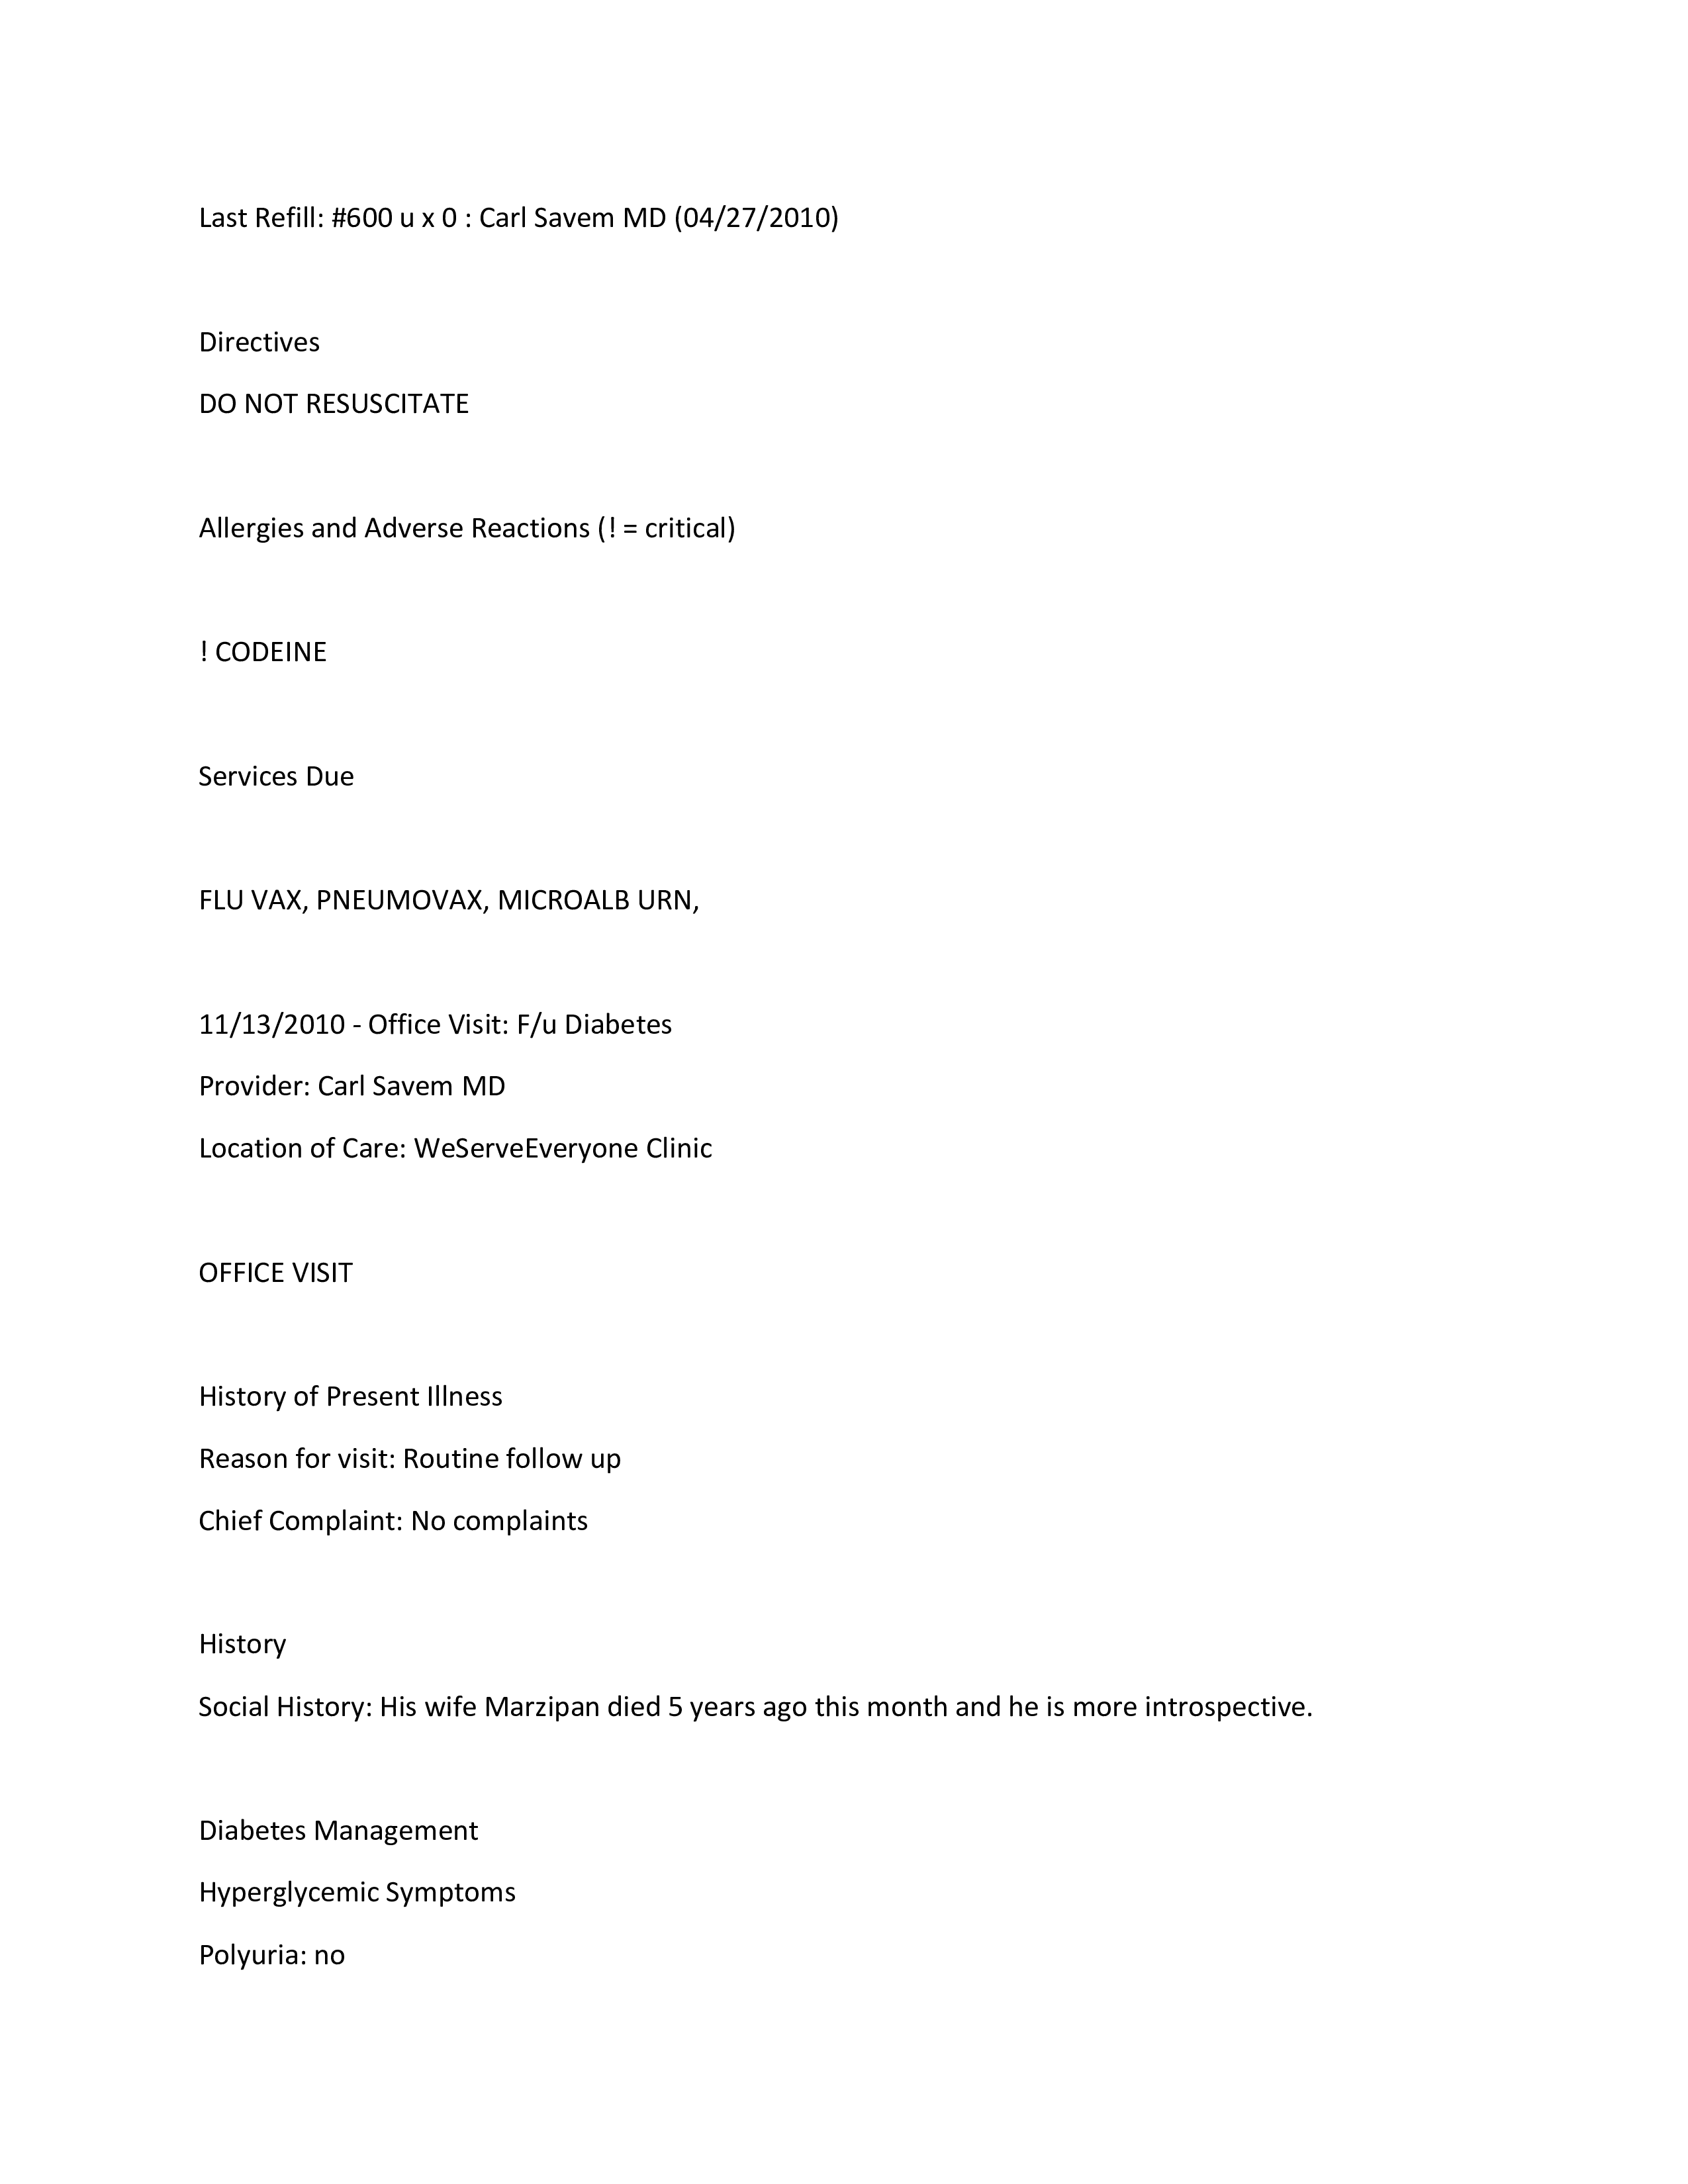 Last Refill: #600 u x 0 : Carl Savem MD (04/27/2010)
Directives
DO NOT RESUSCITATE
Allergies and Adverse Reactions (! = critical)
! CODEINE
Services Due
FLU VAX, PNEUMOVAX, MICROALB URN,
11/13/2010 - Office Visit: F/u Diabetes
Provider: Carl Savem MD
Location of Care: WeServeEveryone Clinic
OFFICE VISIT
History of Present Illness
Reason for visit: Routine follow up
Chief Complaint: No complaints
History
Social History: His wife Marzipan died 5 years ago this month and he is more introspective.
Diabetes Management
Hyperglycemic Symptoms
Polyuria: no